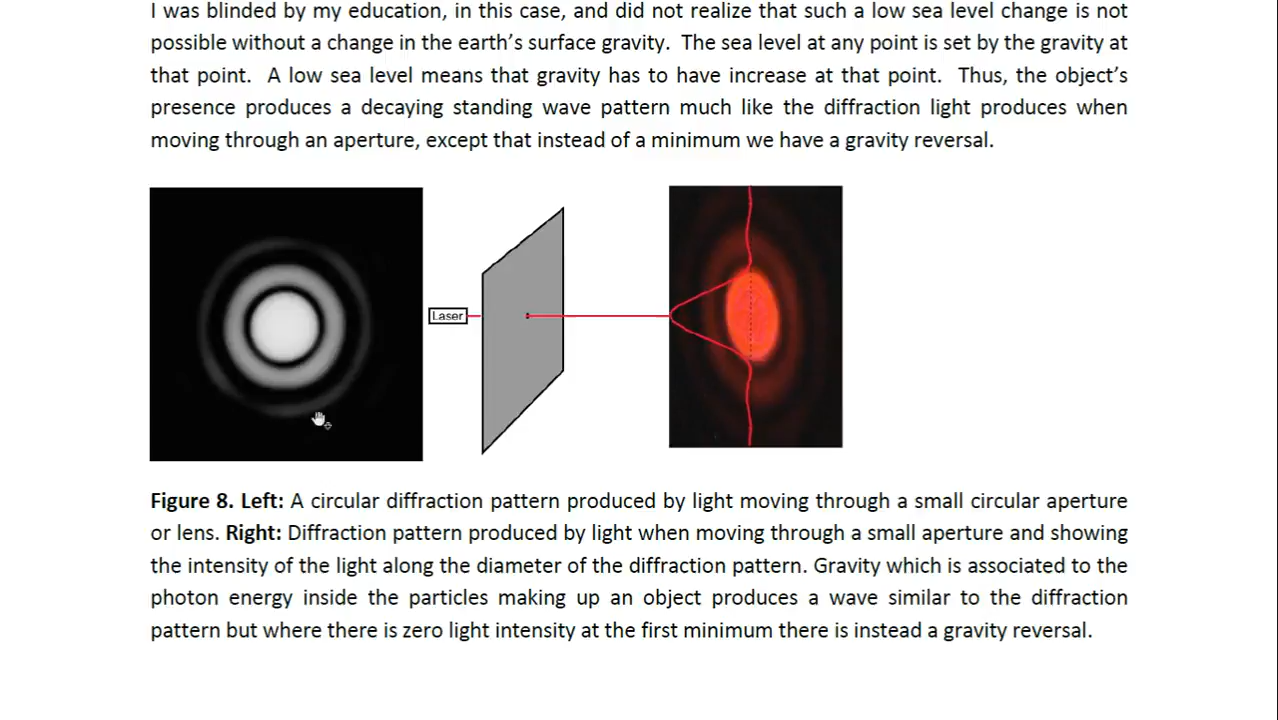 I was blinded by my education, in this case, and did not realize that such a low sea level change is not
possible without a change in the earth’s surface gravity. The sea level at any point is set by the gravity at
that point. A low sea level means that gravity has to have increase at that point. Thus, the object’s
presence produces a decaying standing wave pattern much like the diffraction light produces when
moving through an aperture, except that instead of a minimum we have a gravity reversal.
Laser
Figure 8. Left: A circular diffraction pattern produced by light moving through a small circular aperture
or lens. Right: Diffraction pattern produced by light when moving through a small aperture and showing
the intensity of the light along the diameter of the diffraction pattern. Gravity which is associated to the
photon energy inside the particles making up an object produces a wave similar to the diffraction
pattern but where there is zero light intensity at the first minimum there is instead a gravity reversal.